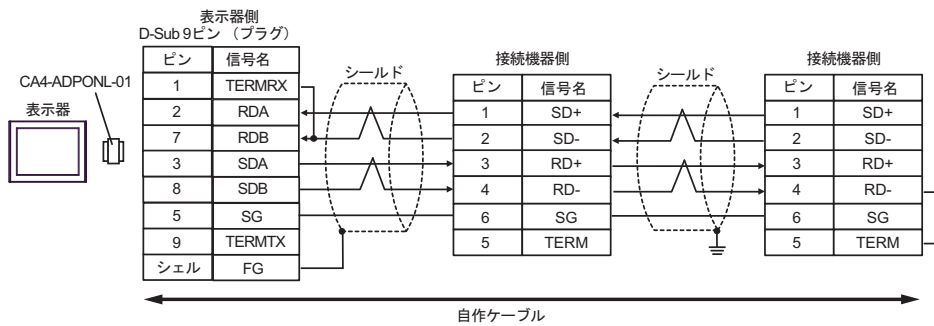 表示器側
D-Sub 9ピン （プラグ）
CA4-ADPONL-01
表示器
ピン 信号名
1 TERMRX
2 RDA
7 RDB
3 SDA
8 SDB
5 SG
9 TERMTX
シェル FG
シールド
接続機器側
ピン 信号名
1 SD+
2 SD-
3 RD+
4 RD-
6 SG
5 TERM
シールド
接続機器側
ピン 信号名
1 SD+
2 SD-
3 RD+
4 RD-
6 SG
5 TERM
自作ケーブル